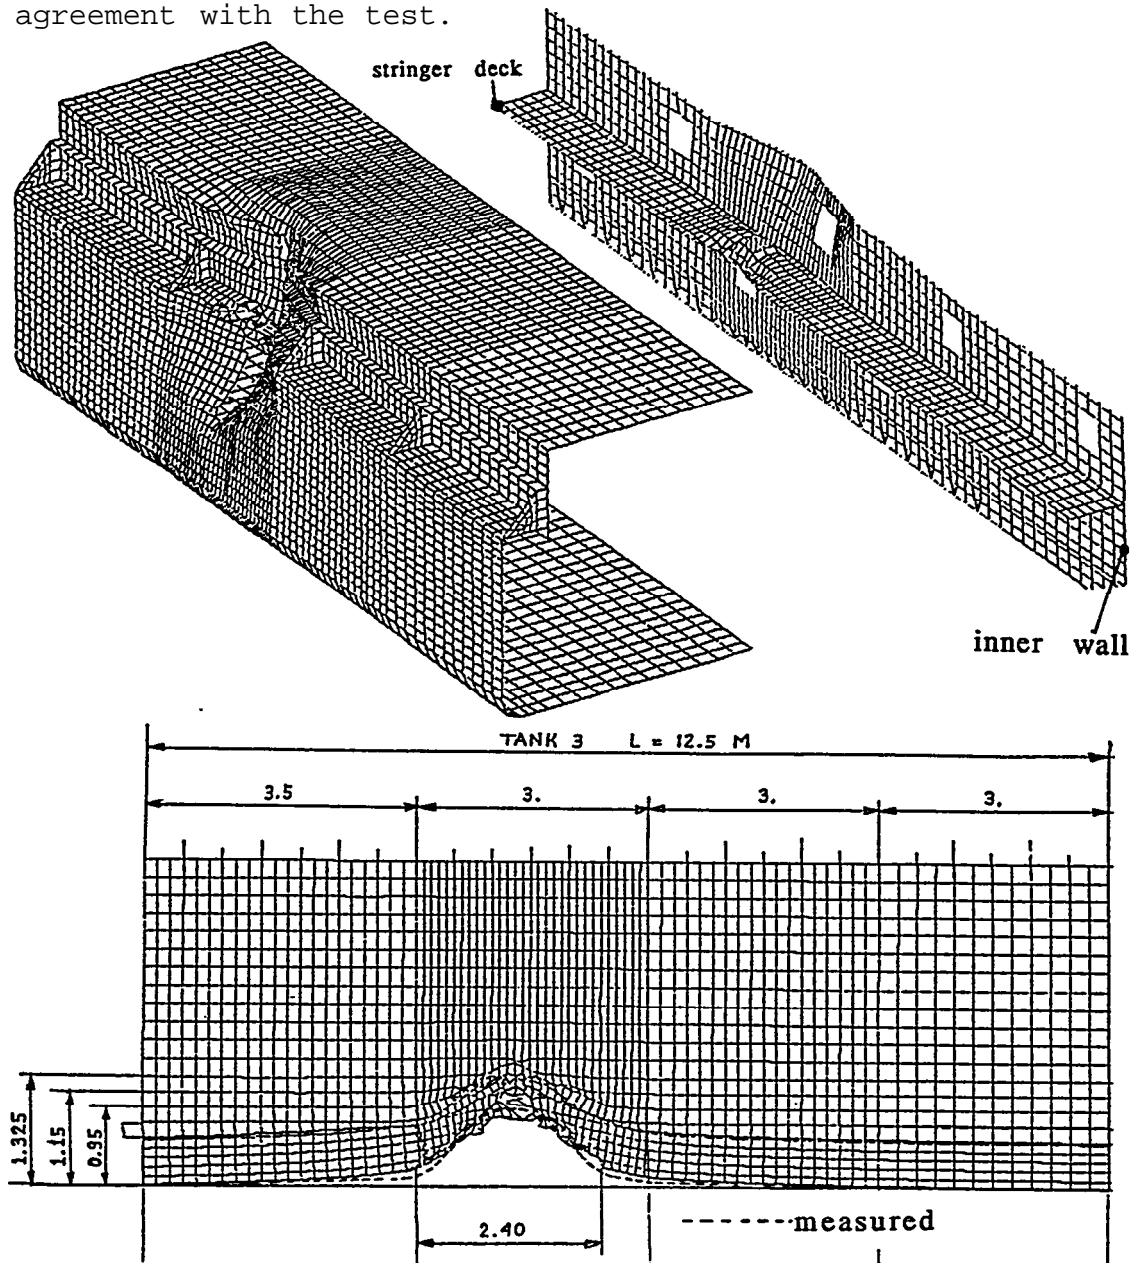 agreement with the test.
stringer deck
inner wall
TANK 3 L = 12.5 M
3.5 3. 3. 3.
1.325
1.15
0.95
2.40
measured